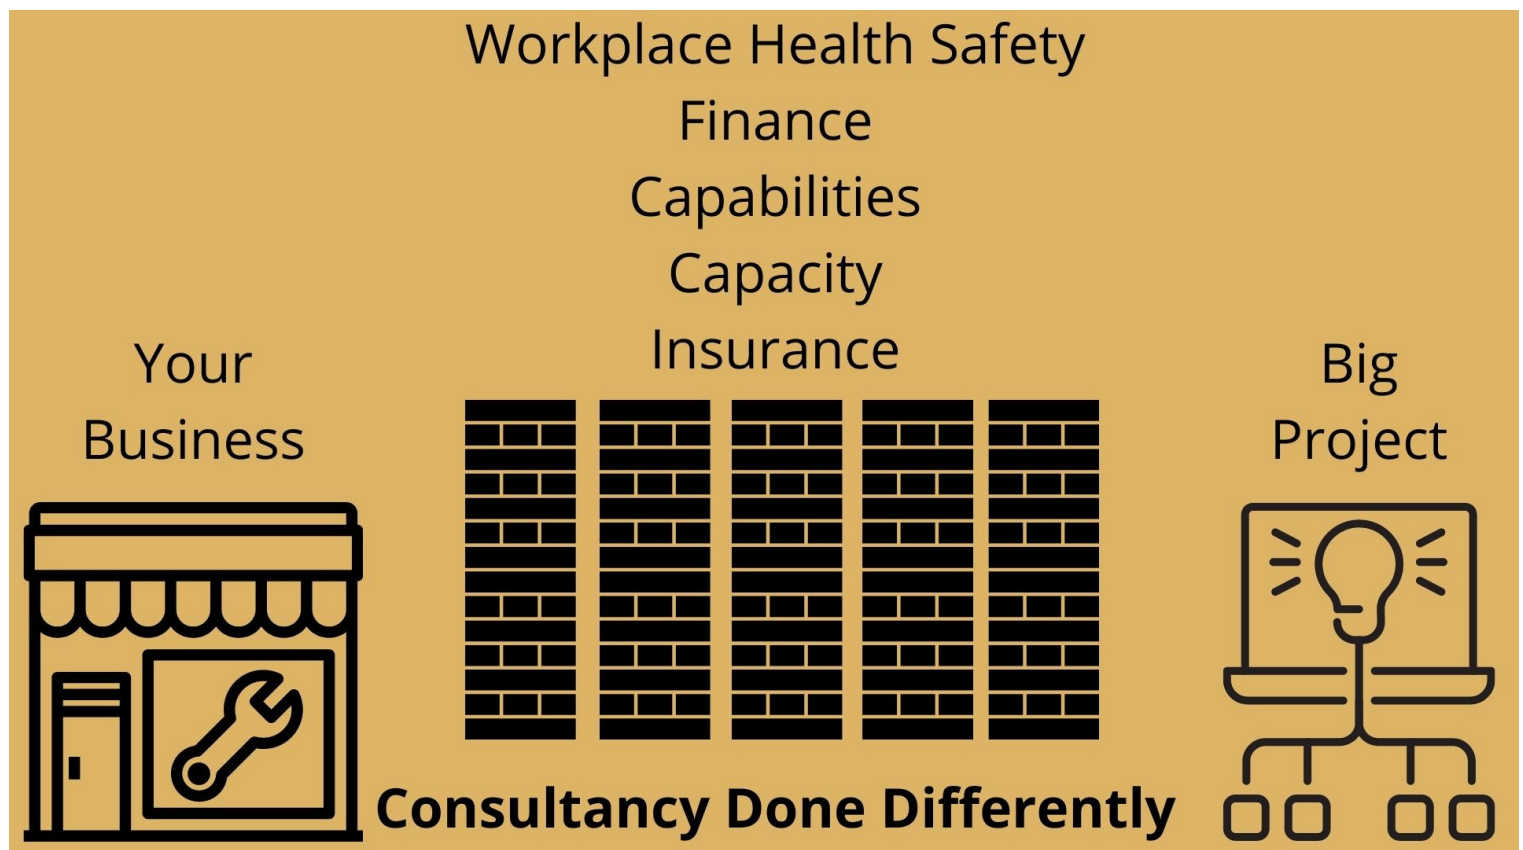 Workplace Health Safety
Finance
Capabilities
Capacity
Insurance
Your
Business
Big
Project
Consultancy Done Differently